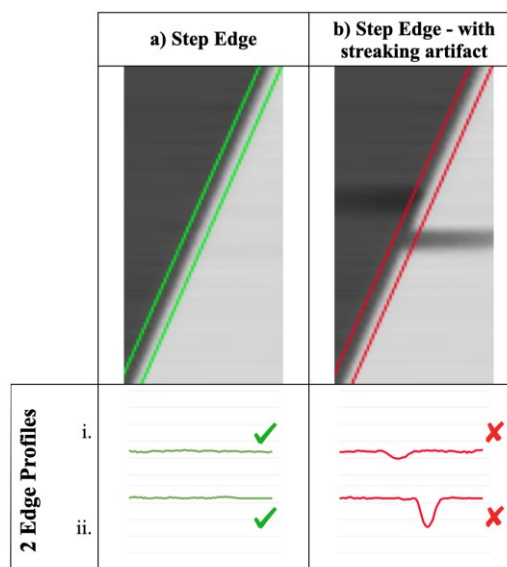 a) Step Edge
b) Step Edge - with
streaking artifact
2 Edge Profiles
i.
ii.